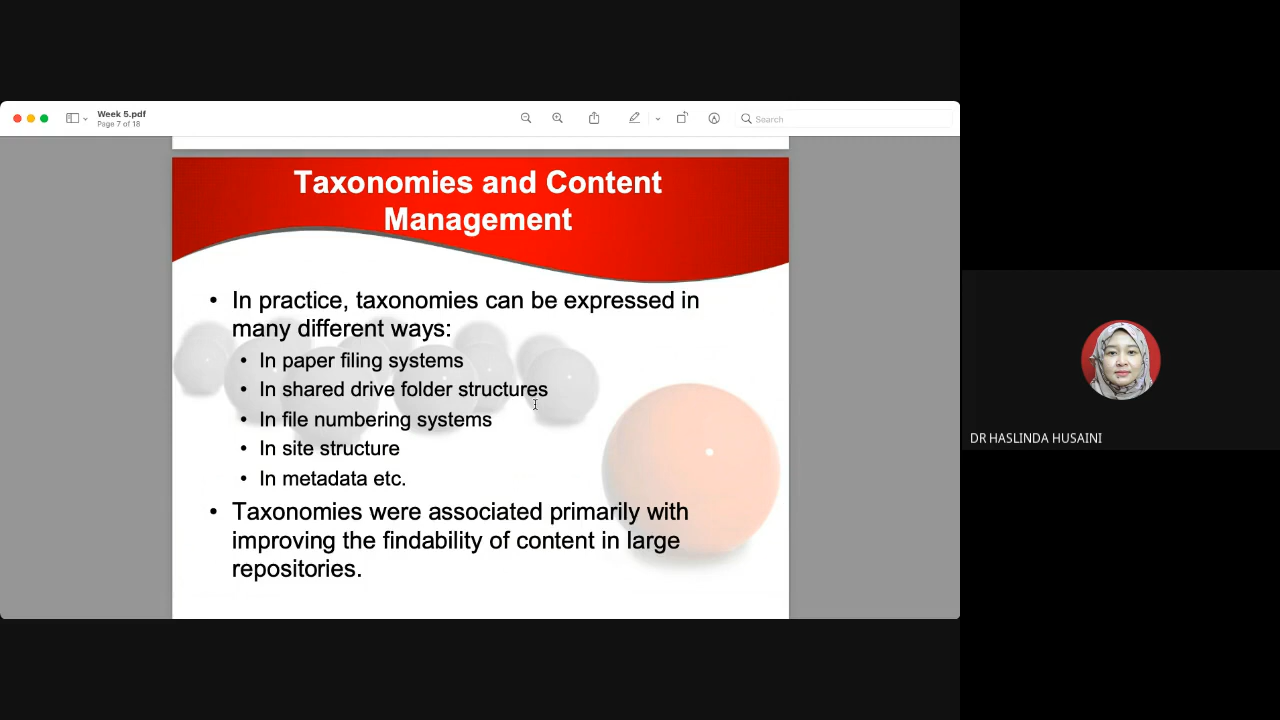 Week 5.pdf
Page 7 of 18
Search
Taxonomies and Content
Management
• In practice, taxonomies can be expressed in
many different ways:
• In paper filing systems
• In shared drive folder structures
• In file numbering systems
• In site structure
• In metadata etc.
• Taxonomies were associated primarily with
improving the findability of content in large
repositories.
DR HASLINDA HUSAINI